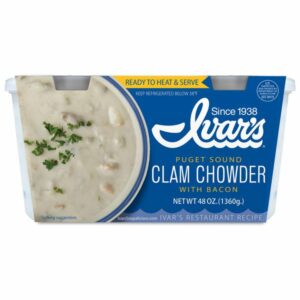 READY TO HEAT & SERVE
KEEP REFRIGERATED BELOW 38°F
Since 1938
Ivar's
PUGET SOUND
CLAM CHOWDER
WITH BACON
NET WT 48 OZ. (1360g.)
IVAR'S RESTAURANT RECIPE